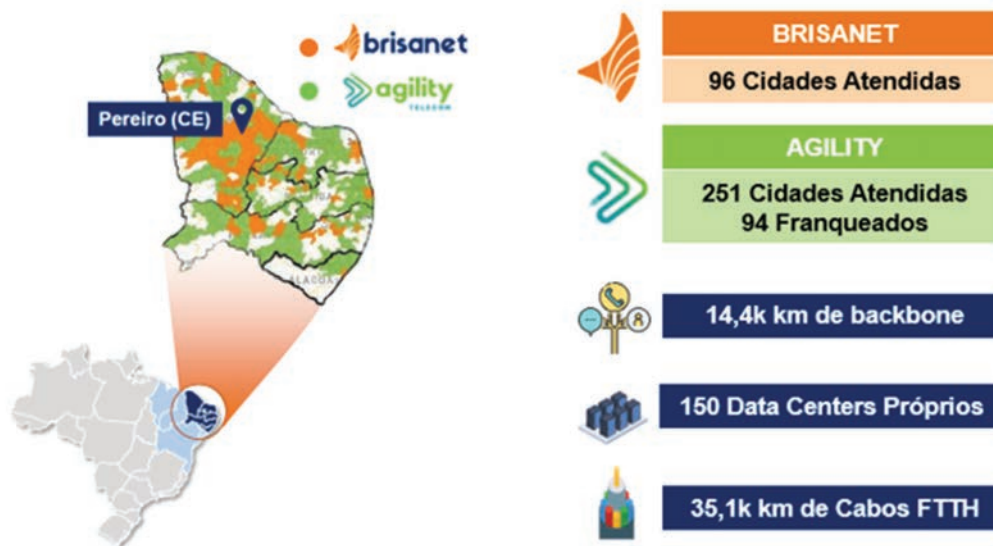 brisanet
agility
TELECOM
Pereiro (CE)
BRISANET
96 Cidades Atendidas
AGILITY
251 Cidades Atendidas
94 Franqueados
14,4k km de backbone
150 Data Centers Próprios
35,1k km de Cabos FTTH